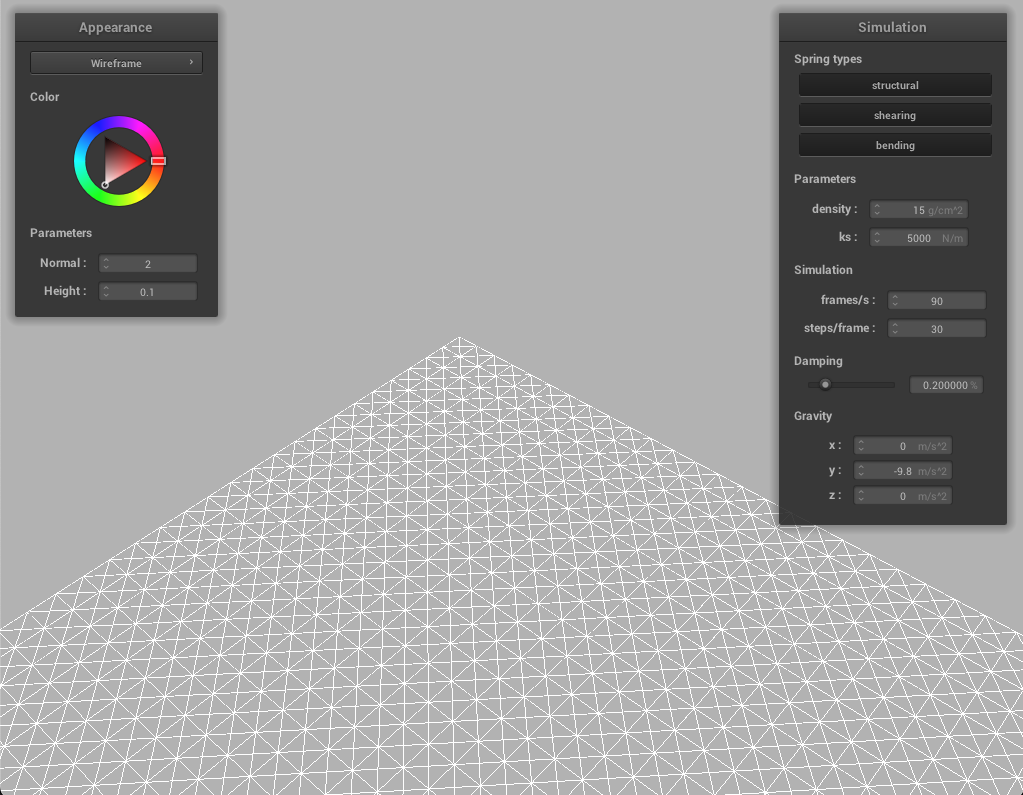 Appearance
Wireframe
Color
Parameters
Normal : 2
Height : 0.1
Simulation
Spring types
structural
shearing
bending
Parameters
density : 15 g/cm^2
ks : 5000 N/m
Simulation
frames/s : 90
steps/frame : 30
Damping
0.200000 %
Gravity
x : 0 m/s^2
y : -9.8 m/s^2
z : 0 m/s^2